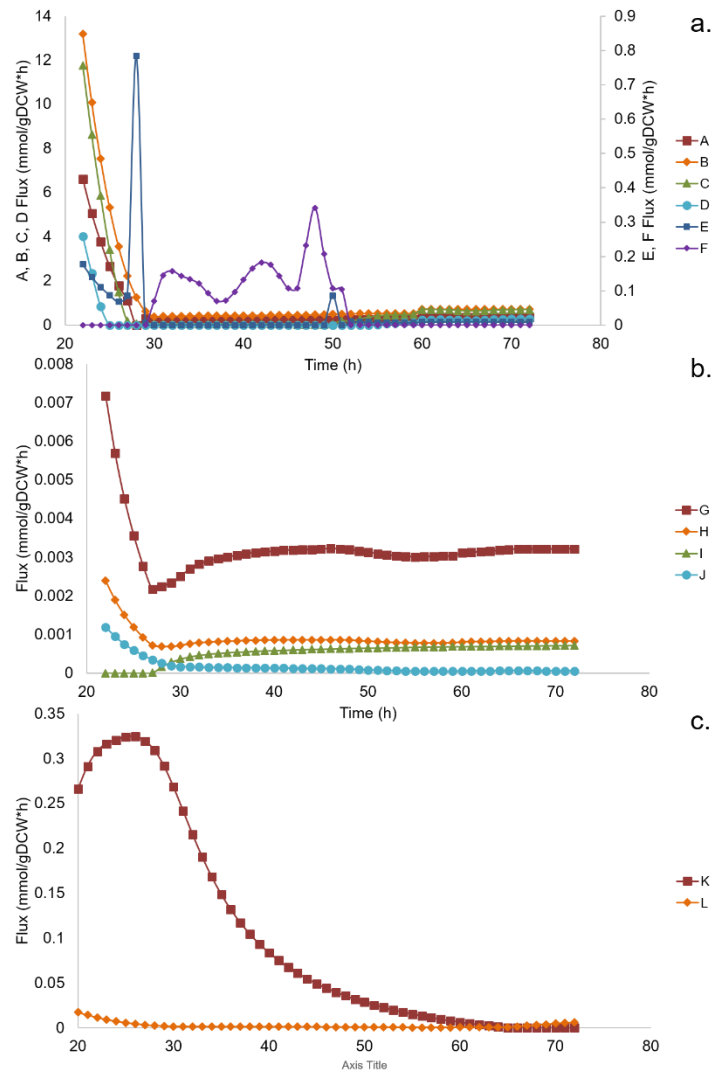 a.
A, B, C, D Flux (mmol/gDCW*h)
14
12
10
8
6
4
2
0
0.9
0.8
0.7
0.6
0.5
0.4
0.3
0.2
0.1
0
E, F Flux (mmol/gDCW*h)
20 30 40 50 60 70 80
Time (h)
A
B
C
D
E
F
b.
Flux (mmol/gDCW*h)
0.008
0.007
0.006
0.005
0.004
0.003
0.002
0.001
0
20 30 40 50 60 70 80
Time (h)
G
H
I
J
c.
Flux (mmol/gDCW*h)
0.35
0.3
0.25
0.2
0.15
0.1
0.05
0
20 30 40 50 60 70 80
Axis Title
K
L